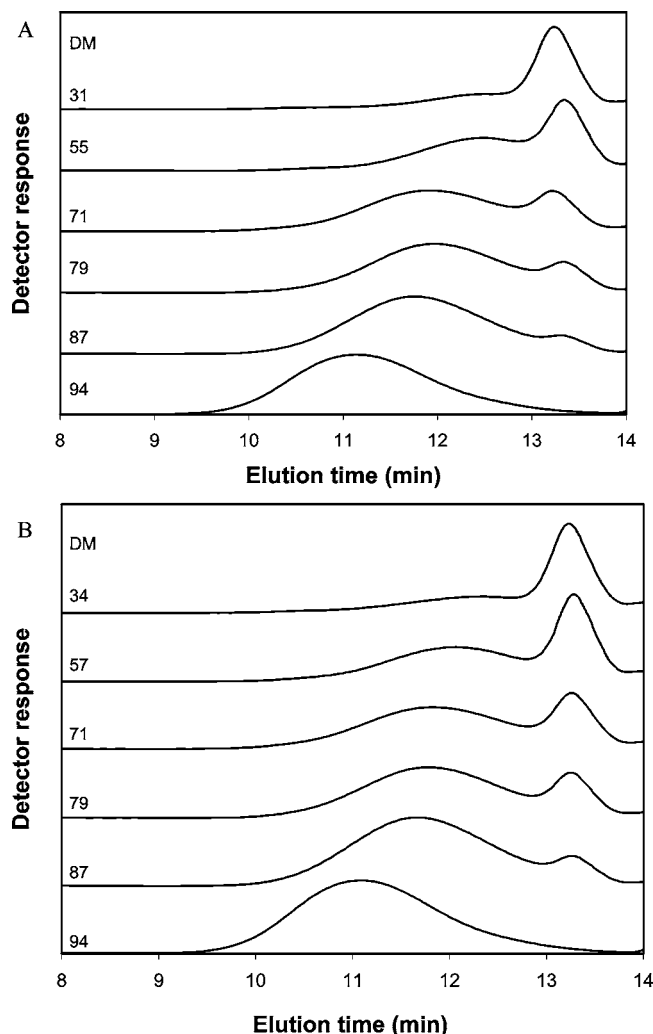 A
DM
31
55
71
79
87
94
Detector response
8 9 10 11 12 13 14
Elution time (min)
B
DM
34
57
71
79
87
94
Detector response
8 9 10 11 12 13 14
Elution time (min)